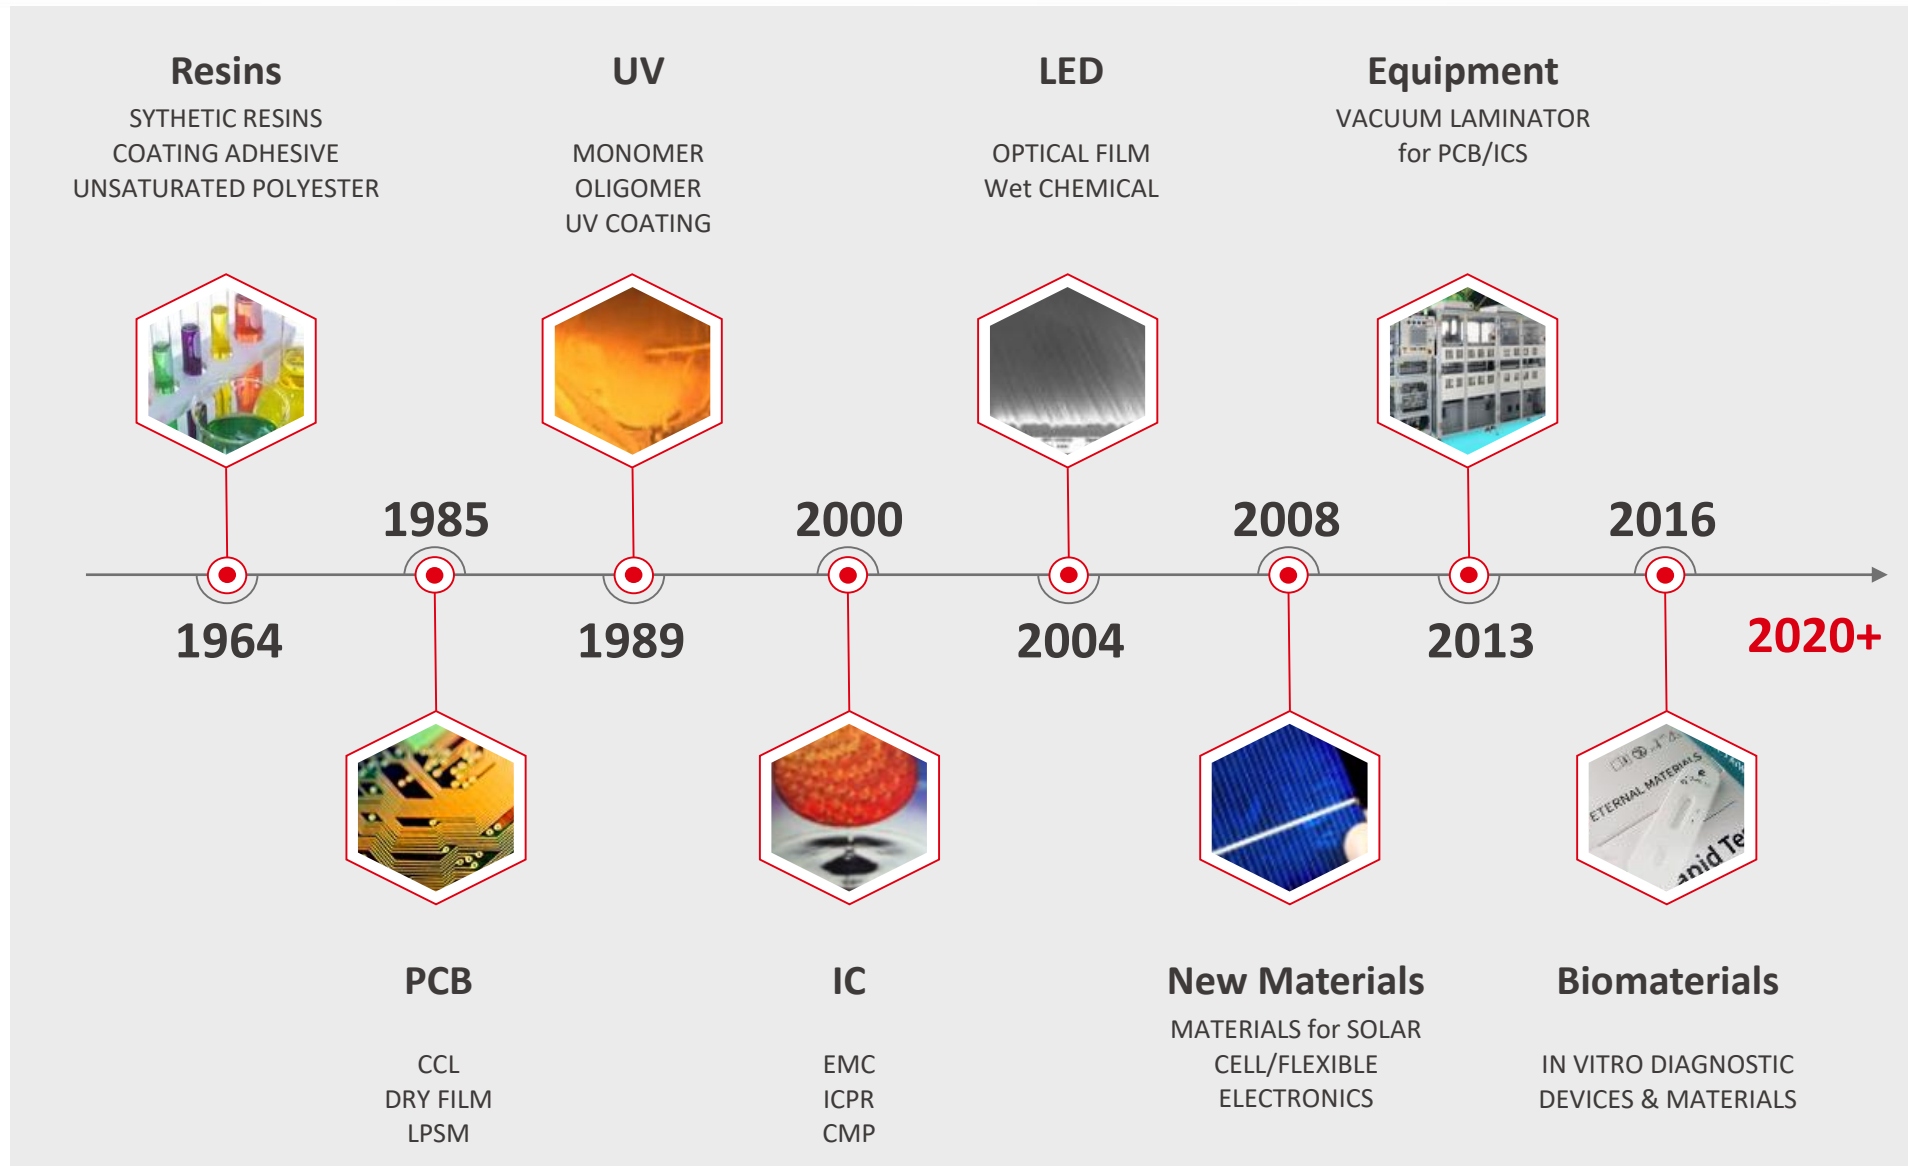 Resins
SYTHETIC RESINS
COATING ADHESIVE
UNSATURATED POLYESTER
UV
MONOMER
OLIGOMER
UV COATING
LED
OPTICAL FILM
Wet CHEMICAL
Equipment
VACUUM LAMINATOR
for PCB/ICS
1985
2000
2008
2016
1964
1989
2004
2013
2020+
ETERNAL MATERIALS
PCB
CCL
DRY FILM
LPSM
IC
EMC
ICPR
CMP
New Materials
MATERIALS for SOLAR
CELL/FLEXIBLE
ELECTRONICS
Biomaterials
IN VITRO DIAGNOSTIC
DEVICES & MATERIALS